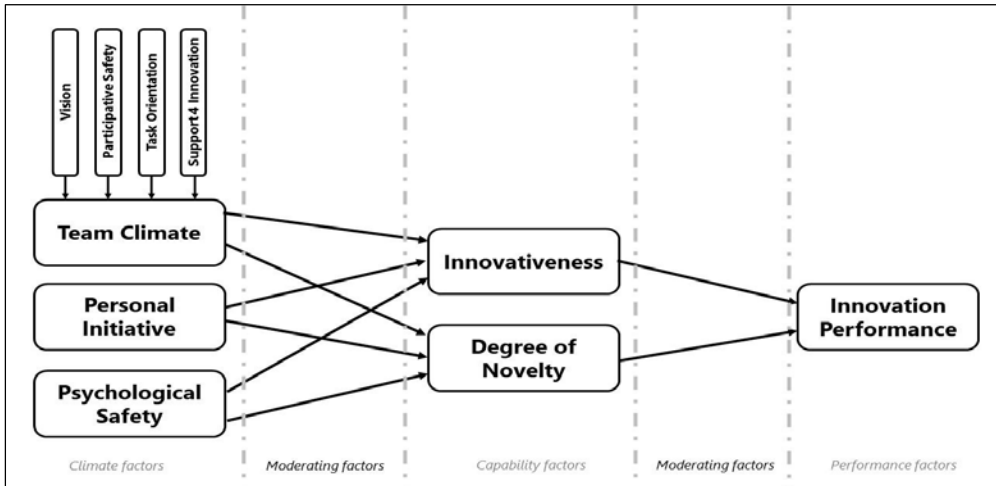 Vision
Participative Safety
Task Orientation
Support 4 Innovation
Team Climate
Personal
Initiative
Psychological
Safety
Innovativeness
Degree of
Novelty
Innovation
Performance
Climate factors
Moderating factors
Capability factors
Moderating factors
Performance factors